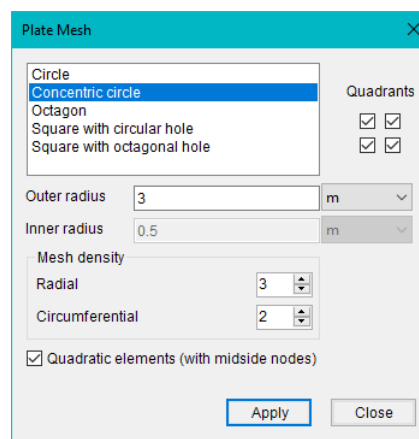 Plate Mesh
Circle
Concentric circle
Octagon
Square with circular hole
Square with octagonal hole
Quadrants
Outer radius 3 m
Inner radius 0.5 m
Mesh density
Radial 3
Circumferential 2
Quadratic elements (with midside nodes)
Apply Close